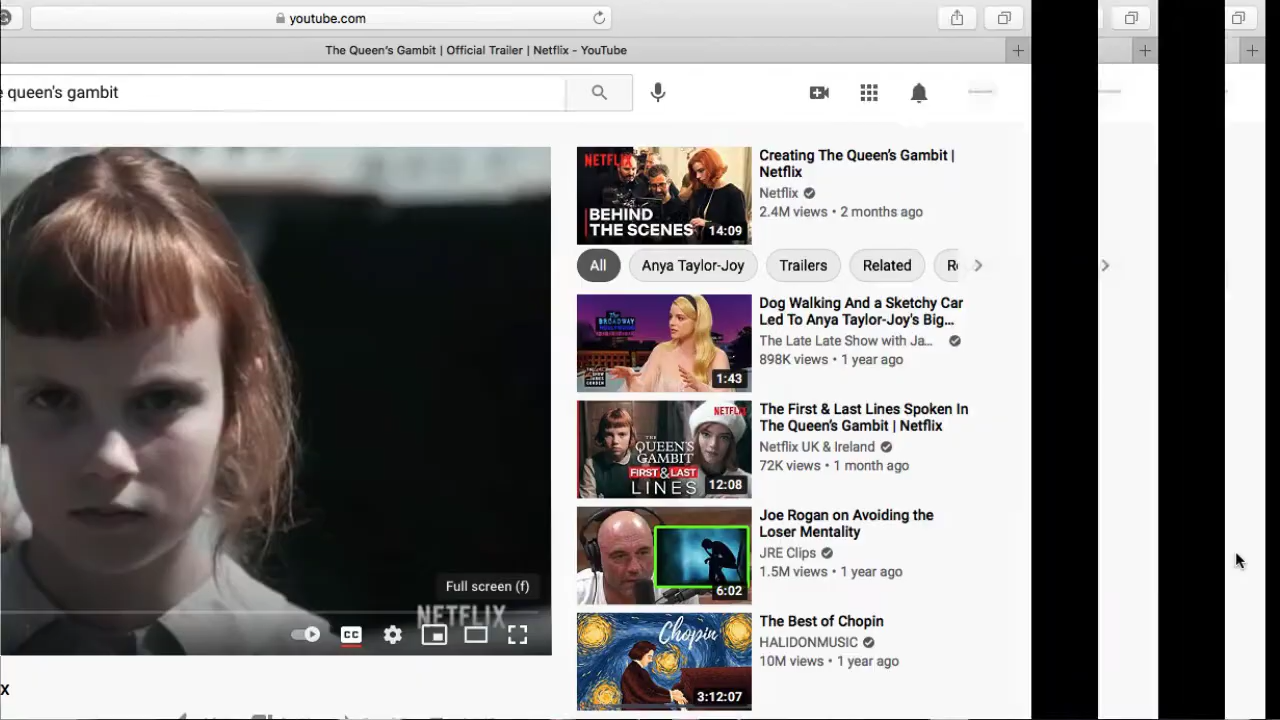 youtube.com
The Queen's Gambit | Official Trailer | Netflix - YouTube
queen's gambit
NETFLIX
BEHIND
THE SCENES
14:09
Creating The Queen's Gambit |
Netflix
Netflix
2.4M views • 2 months ago
All
Anya Taylor-Joy
Trailers
Related
1:43
Dog Walking And a Sketchy Car
Led To Anya Taylor-Joy's Big...
The Late Late Show with Ja...
898K views • 1 year ago
NETFLIX
THE
QUEEN'S
GAMBIT
FIRST & LAST
LINES
12:08
The First & Last Lines Spoken In
The Queen's Gambit | Netflix
Netflix UK & Ireland
72K views • 1 month ago
6:02
Joe Rogan on Avoiding the
Loser Mentality
JRE Clips
1.5M views • 1 year ago
Chopin
3:12:07
The Best of Chopin
HALIDONMUSIC
10M views • 1 year ago
Full screen (f)
NETFLIX
CC
x